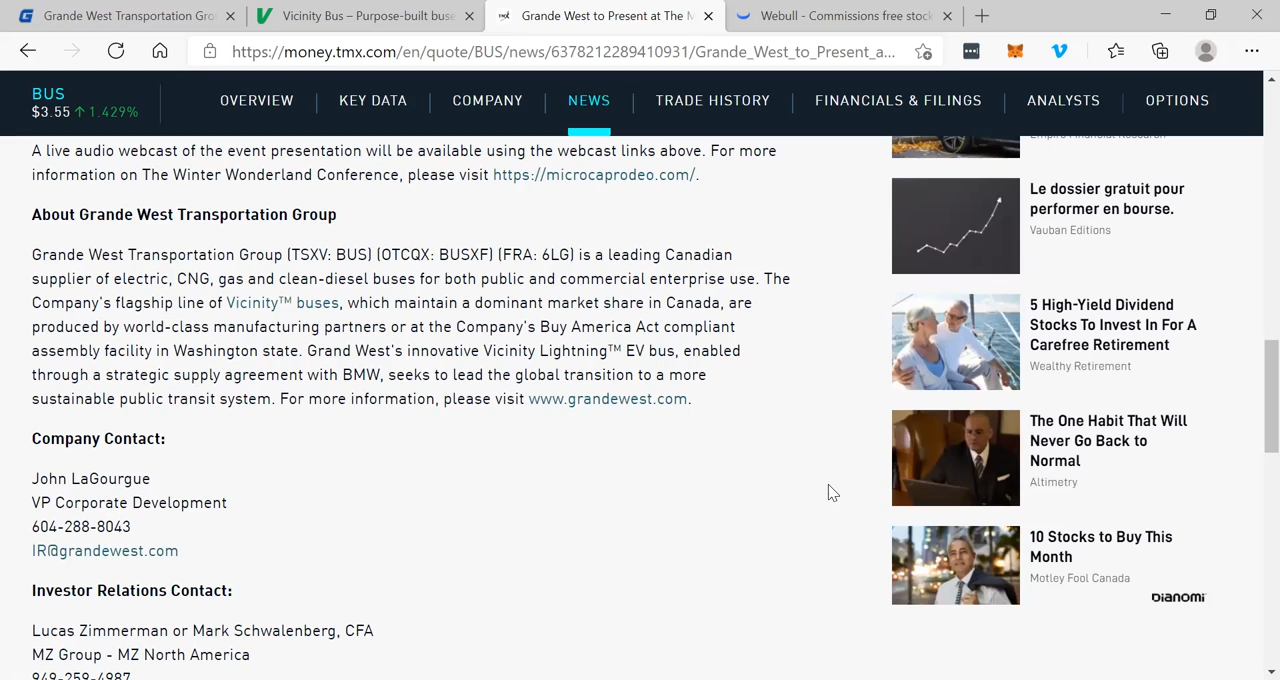 Grande West Transportation Gro
Vicinity Bus – Purpose-built buse
Grande West to Present at The M
Webull - Commissions free stock
https://money.tmx.com/en/quote/BUS/news/6378212289410931/Grande_West_to_Present_a...
BUS
$3.55 ↑ 1.429%
OVERVIEW
KEY DATA
COMPANY
NEWS
TRADE HISTORY
FINANCIALS & FILINGS
ANALYSTS
OPTIONS
A live audio webcast of the event presentation will be available using the webcast links above. For more
information on The Winter Wonderland Conference, please visit https://microcaprodeo.com/.
About Grande West Transportation Group
Grande West Transportation Group (TSXV: BUS) (OTCQX: BUSXF) (FRA: 6LG) is a leading Canadian
supplier of electric, CNG, gas and clean-diesel buses for both public and commercial enterprise use. The
Company's flagship line of Vicinity™ buses, which maintain a dominant market share in Canada, are
produced by world-class manufacturing partners or at the Company's Buy America Act compliant
assembly facility in Washington state. Grand West's innovative Vicinity Lightning™ EV bus, enabled
through a strategic supply agreement with BMW, seeks to lead the global transition to a more
sustainable public transit system. For more information, please visit www.grandewest.com.
Company Contact:
John LaGourgue
VP Corporate Development
604-288-8043
IR@grandewest.com
Investor Relations Contact:
Lucas Zimmerman or Mark Schwalenberg, CFA
MZ Group - MZ North America
949-259-4987
Empire Financial Research
Le dossier gratuit pour
performer en bourse.
Vauban Editions
5 High-Yield Dividend
Stocks To Invest In For A
Carefree Retirement
Wealthy Retirement
The One Habit That Will
Never Go Back to
Normal
Altimetry
10 Stocks to Buy This
Month
Motley Fool Canada
DIANOMI